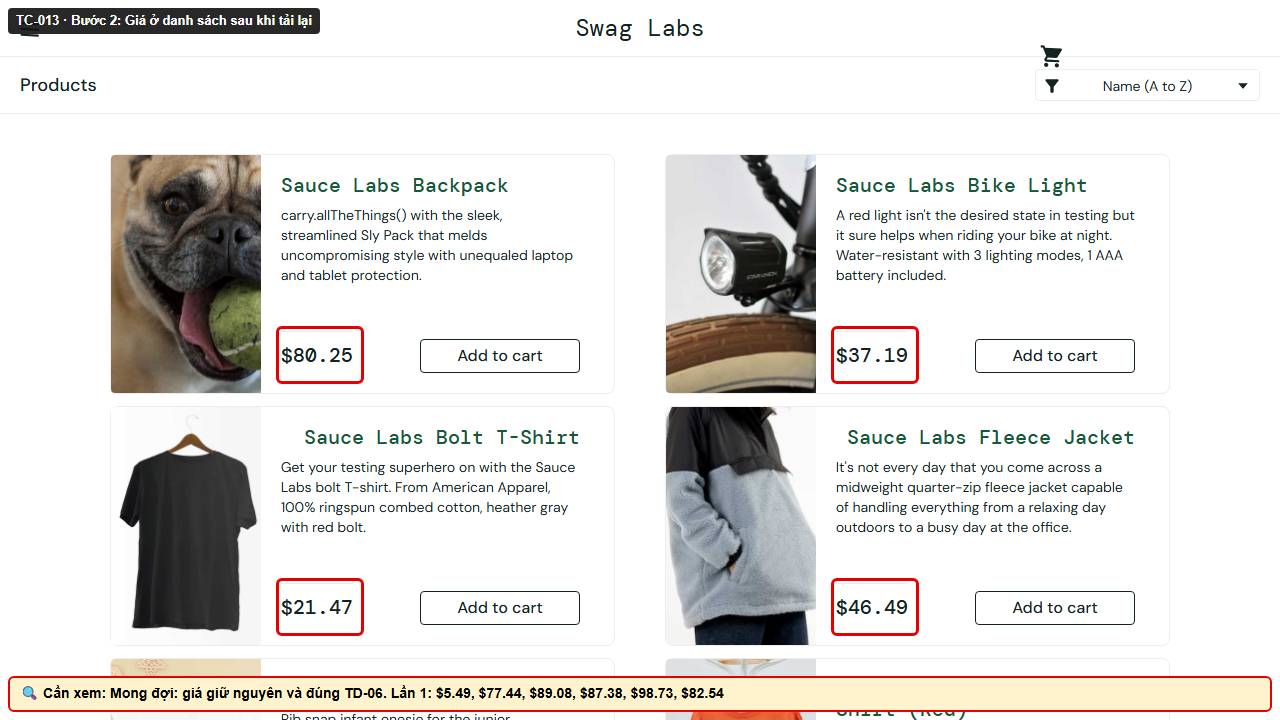 TC-013 · Bước 2: Giá ở danh sách sau khi tải lại
Swag Labs
Products
Name (A to Z)
Sauce Labs Backpack
carry.allTheThings() with the sleek,
streamlined Sly Pack that melds
uncompromising style with unequaled laptop
and tablet protection.
$80.25
Add to cart
Sauce Labs Bike Light
A red light isn't the desired state in testing but
it sure helps when riding your bike at night.
Water-resistant with 3 lighting modes, 1 AAA
battery included.
$37.19
Add to cart
Sauce Labs Bolt T-Shirt
Get your testing superhero on with the Sauce
Labs bolt T-shirt. From American Apparel,
100% ringspun combed cotton, heather gray
with red bolt.
$21.47
Add to cart
Sauce Labs Fleece Jacket
It's not every day that you come across a
midweight quarter-zip fleece jacket capable
of handling everything from a relaxing day
outdoors to a busy day at the office.
$46.49
Add to cart
Cần xem: Mong đợi: giá giữ nguyên và đúng TD-06. Lần 1: $5.49, $77.44, $89.08, $87.38, $98.73, $82.54
Rib snap infant onesie for the junior
Shirt (Red)